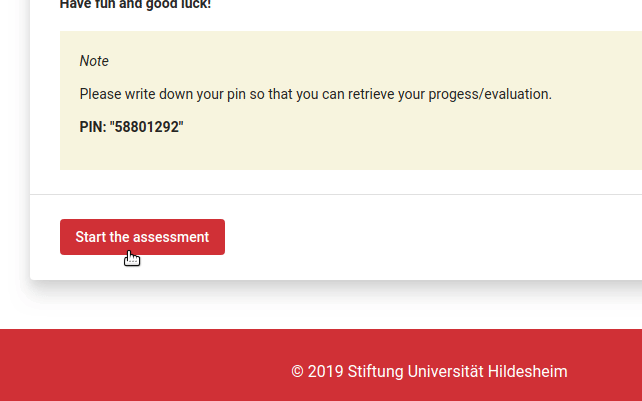 Have fun and good luck!
Note
Please write down your pin so that you can retrieve your progess/evaluation.
PIN: "58801292"
Start the assessment
© 2019 Stiftung Universität Hildesheim